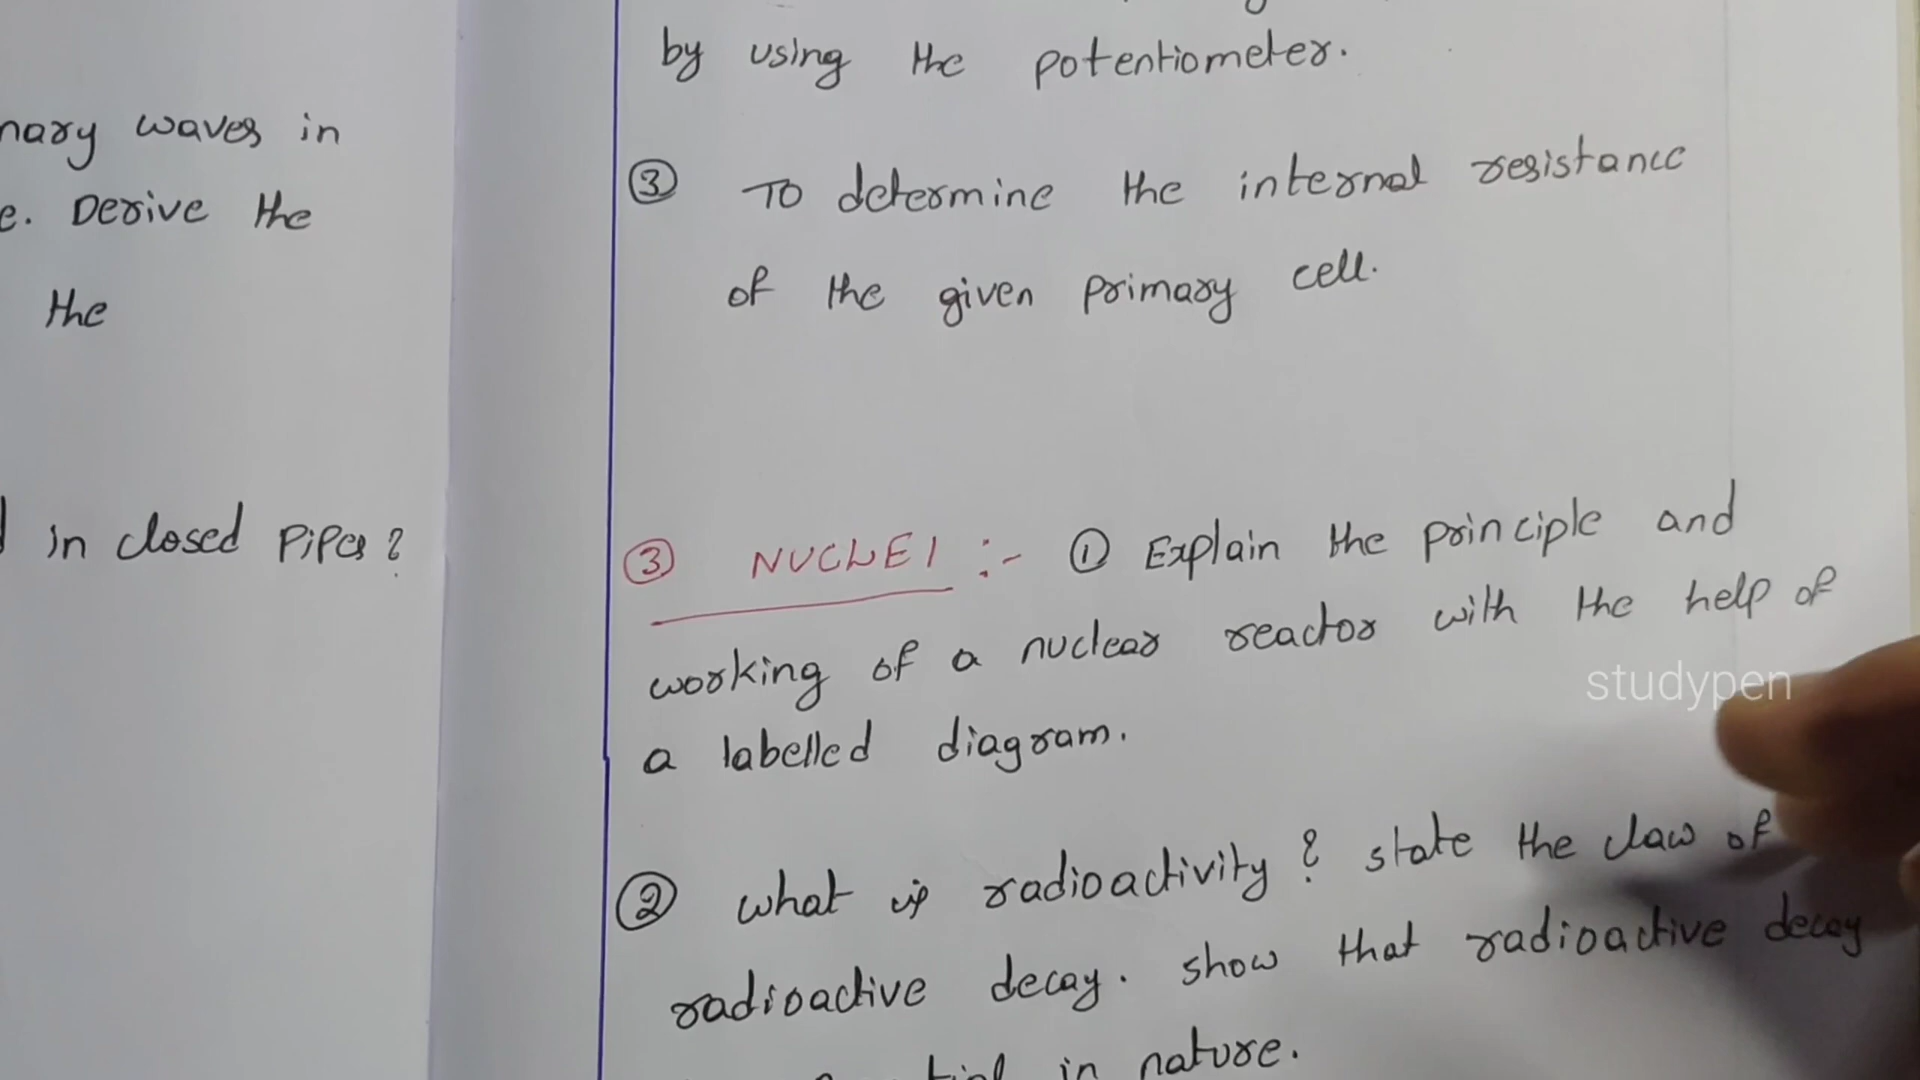 nary waves in
e. Derive the
the
in closed pipes?
by using the potentiometer.
③ To determine the internal resistance
of the given primary cell.
③ NUCLEI :- ① Explain the principle and
working of a nuclear reactor with the help of
a labelled diagram.
② what is radioactivity? state the law of
radioactive decay. show that radioactive decay
in nature.
studypen